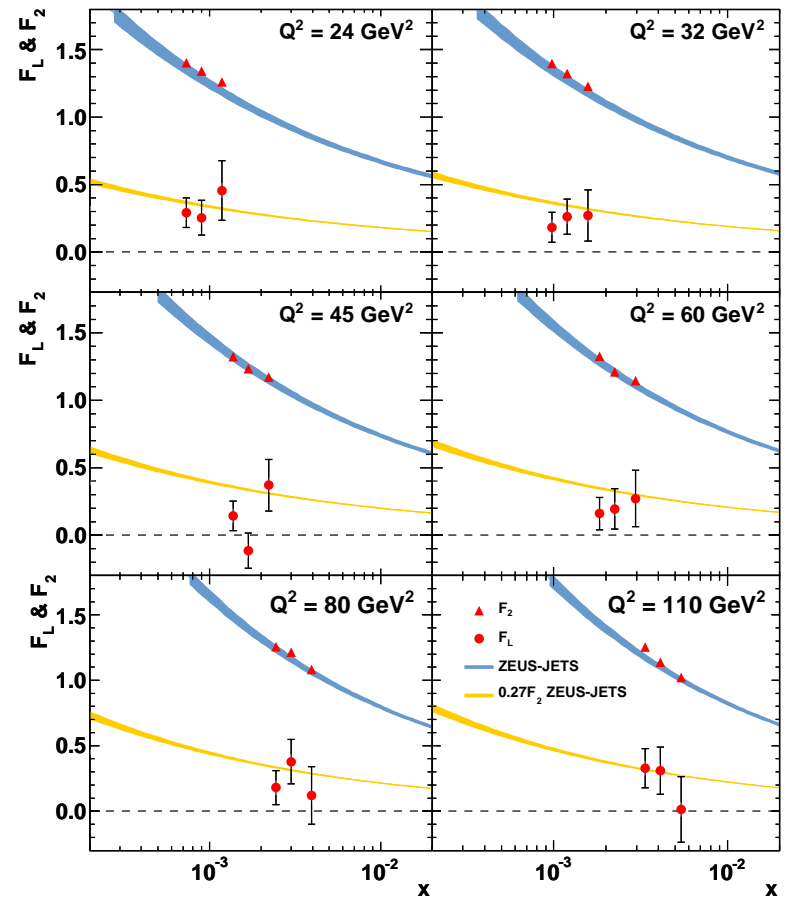 F_L & F_2
1.5
1.0
0.5
0.0
Q² = 24 GeV²
Q² = 32 GeV²
F_L & F_2
1.5
1.0
0.5
0.0
Q² = 45 GeV²
Q² = 60 GeV²
F_L & F_2
1.5
1.0
0.5
0.0
Q² = 80 GeV²
Q² = 110 GeV²
F_2
F_L
ZEUS-JETS
0.27F_2 ZEUS-JETS
10⁻³
10⁻²
x
10⁻³
10⁻²
x